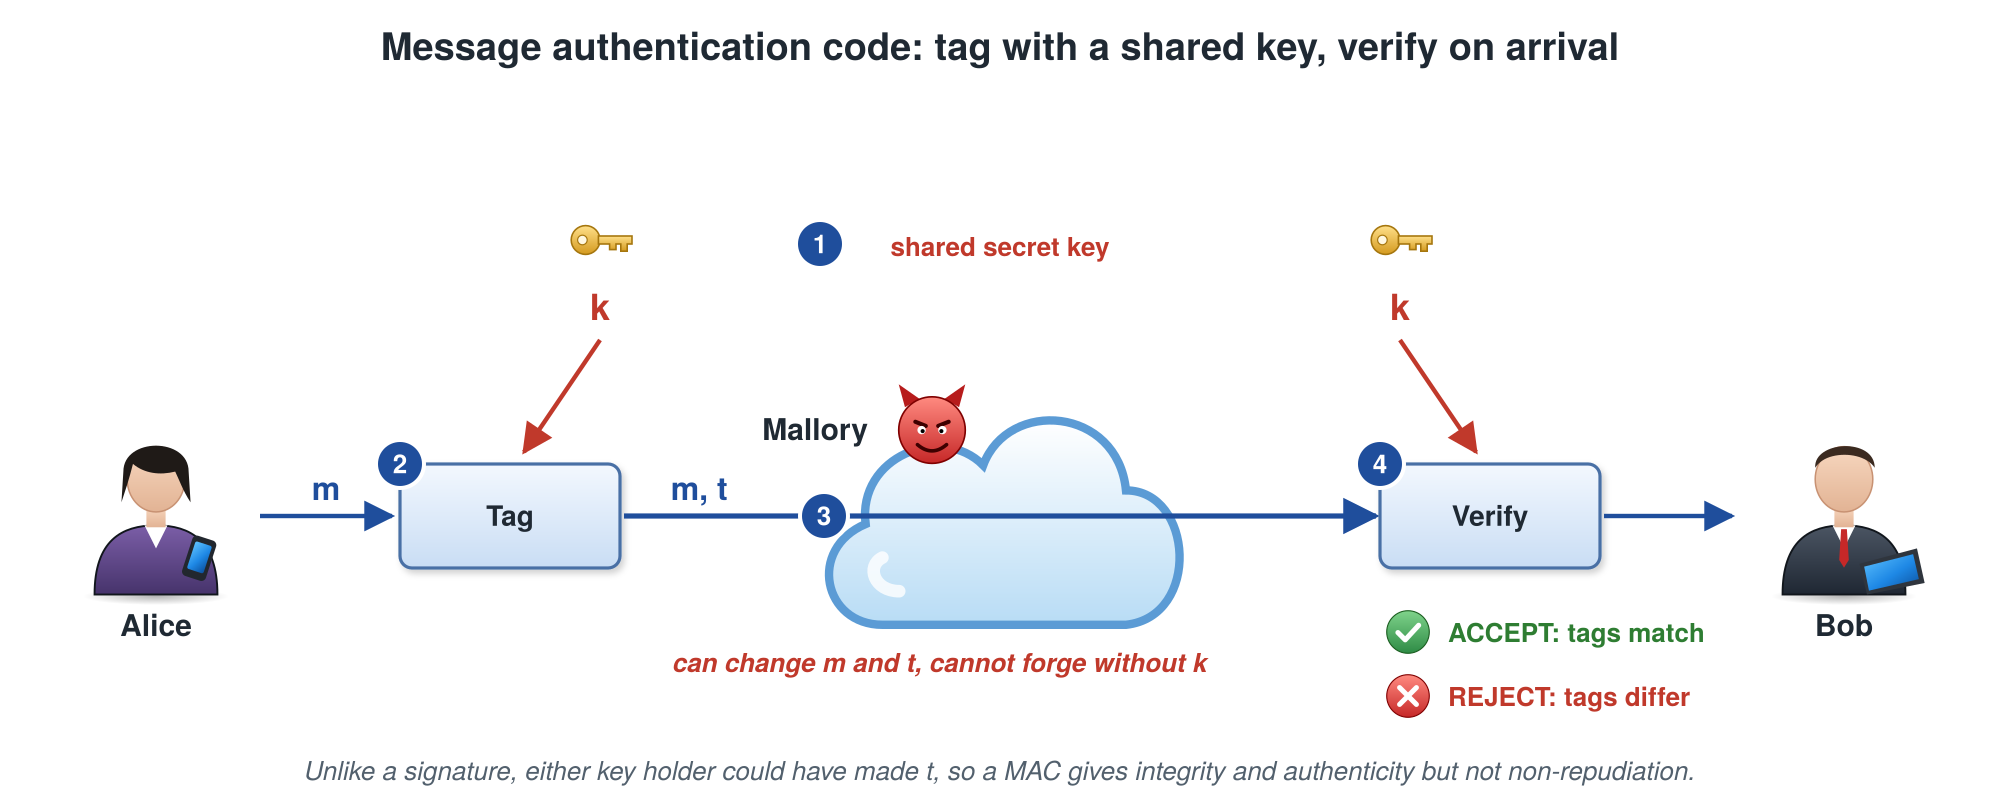 Message authentication code: tag with a shared key, verify on arrival
1
shared secret key
k
k
Mallory
2
4
m
m, t
Tag
3
Verify
Alice
Bob
ACCEPT: tags match
can change m and t, cannot forge without k
REJECT: tags differ
Unlike a signature, either key holder could have made t, so a MAC gives integrity and authenticity but not non-repudiation.